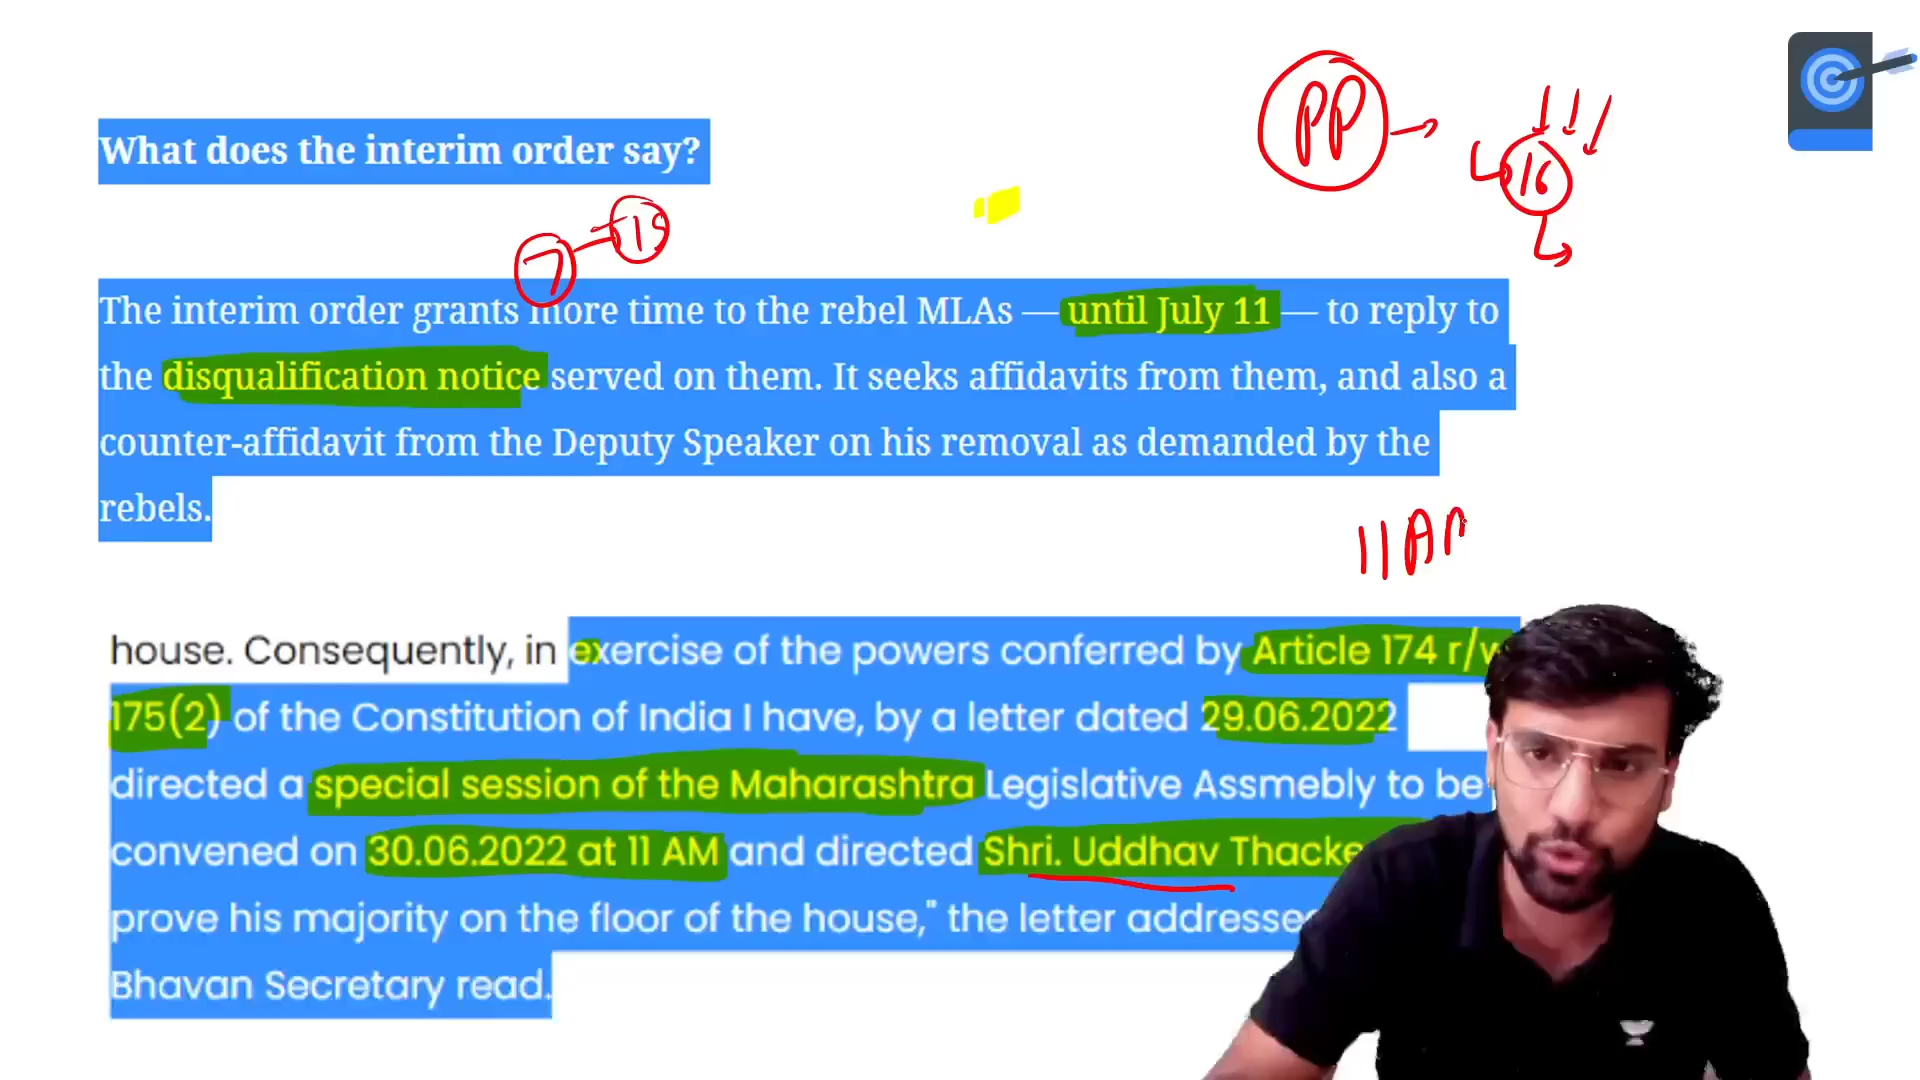 What does the interim order say?
PP
16
7
The interim order grants more time to the rebel MLAs — until July 11 — to reply to
the disqualification notice served on them. It seeks affidavits from them, and also a
counter-affidavit from the Deputy Speaker on his removal as demanded by the
rebels.
11 A
house. Consequently, in exercise of the powers conferred by Article 174 r/w
175(2) of the Constitution of India I have, by a letter dated 29.06.2022
directed a special session of the Maharashtra Legislative Assmebly to be
convened on 30.06.2022 at 11 AM and directed Shri. Uddhav Thacke
prove his majority on the floor of the house," the letter addresse
Bhavan Secretary read.